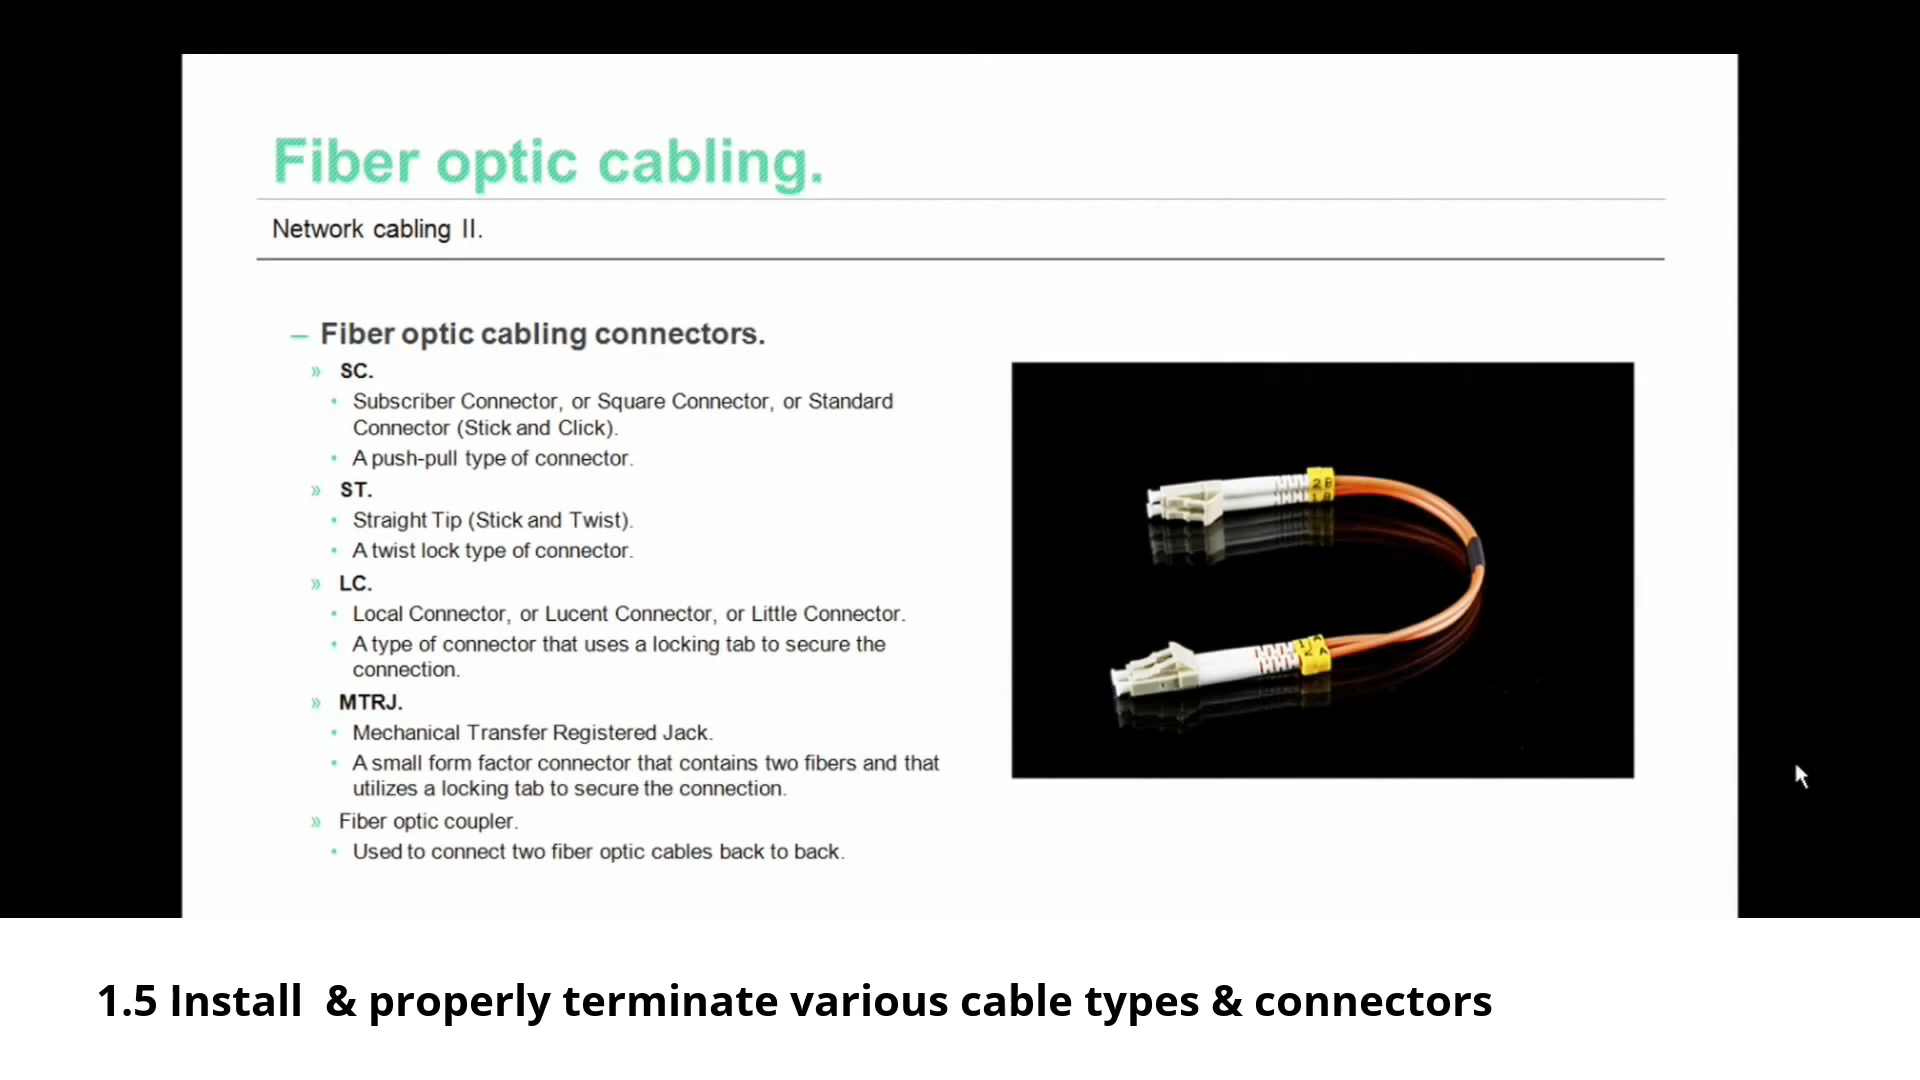 Fiber optic cabling.
Network cabling II.
– Fiber optic cabling connectors.
» SC.
• Subscriber Connector, or Square Connector, or Standard
Connector (Stick and Click).
• A push-pull type of connector.
» ST.
• Straight Tip (Stick and Twist).
• A twist lock type of connector.
» LC.
• Local Connector, or Lucent Connector, or Little Connector.
• A type of connector that uses a locking tab to secure the
connection.
» MTRJ.
• Mechanical Transfer Registered Jack.
• A small form factor connector that contains two fibers and that
utilizes a locking tab to secure the connection.
» Fiber optic coupler.
• Used to connect two fiber optic cables back to back.
2 B
1 B
1.5 Install & properly terminate various cable types & connectors